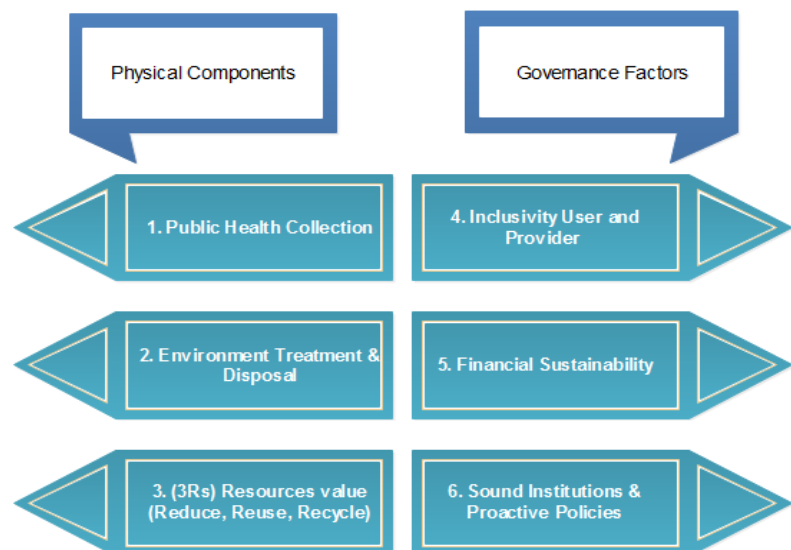 Physical Components
Governance Factors
1. Public Health Collection
4. Inclusivity User and
Provider
2. Environment Treatment &
Disposal
5. Financial Sustainability
3. (3Rs) Resources value
(Reduce, Reuse, Recycle)
6. Sound Institutions &
Proactive Policies